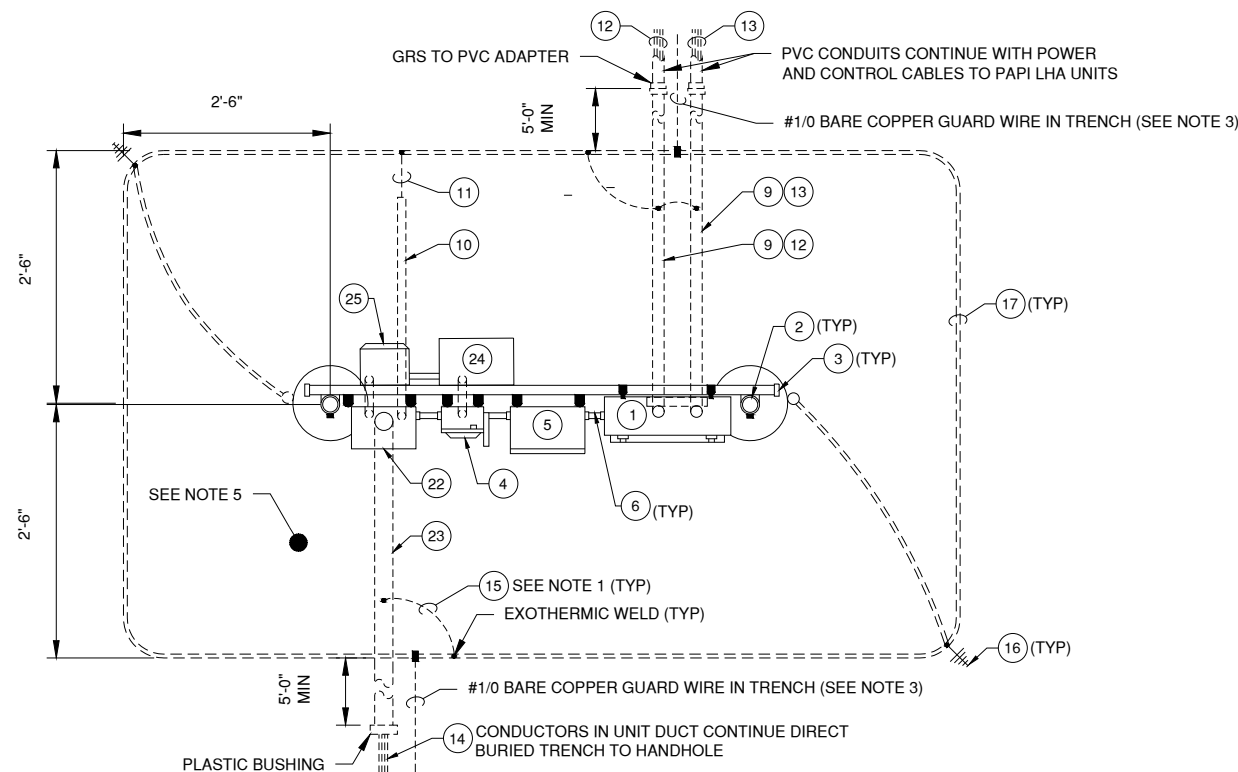 12
13
GRS TO PVC ADAPTER
PVC CONDUITS CONTINUE WITH POWER
AND CONTROL CABLES TO PAPI LHA UNITS
2'-6"
5'-0"
MIN
#1/0 BARE COPPER GUARD WIRE IN TRENCH (SEE NOTE 3)
11
9 13
10
9 12
2'-6"
25
17 (TYP)
2 (TYP)
24
3 (TYP)
1
5
22
4
6 (TYP)
SEE NOTE 5
2'-6"
23
15 SEE NOTE 1 (TYP)
EXOTHERMIC WELD (TYP)
16 (TYP)
5'-0"
MIN
#1/0 BARE COPPER GUARD WIRE IN TRENCH (SEE NOTE 3)
14 CONDUCTORS IN UNIT DUCT CONTINUE DIRECT
BURIED TRENCH TO HANDHOLE
PLASTIC BUSHING